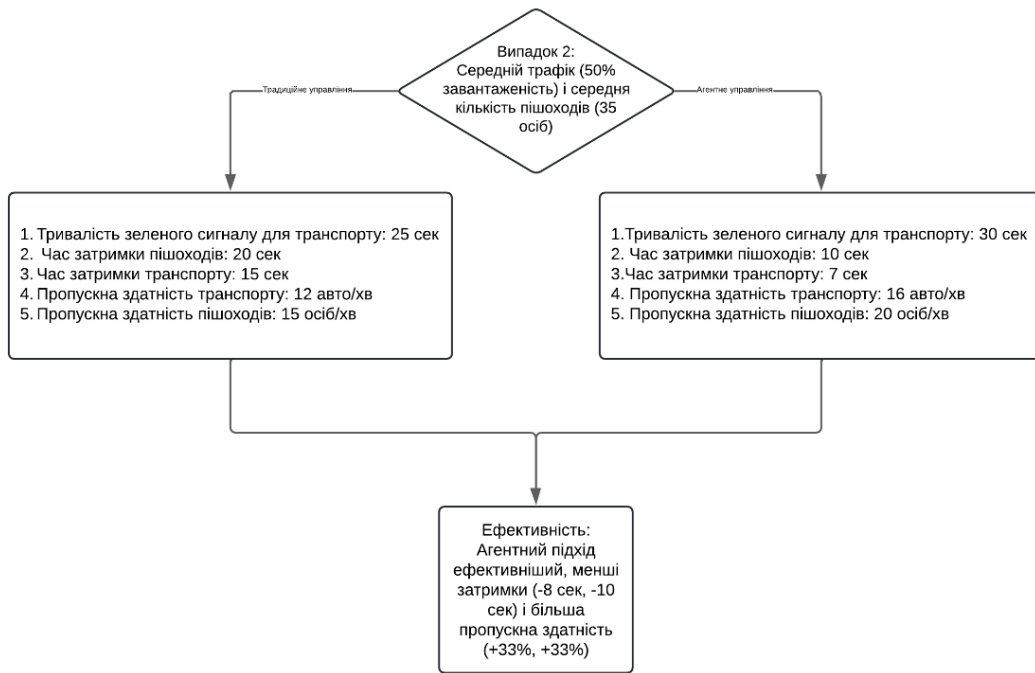 Випадок 2:
Середній трафік (50%
завантаженість) і середня
кількість пішоходів (35
осіб)
Традиційне управління
Агентне управління
1. Тривалість зеленого сигналу для транспорту: 25 сек
2. Час затримки пішоходів: 20 сек
3. Час затримки транспорту: 15 сек
4. Пропускна здатність транспорту: 12 авто/хв
5. Пропускна здатність пішоходів: 15 осіб/хв
1.Тривалість зеленого сигналу для транспорту: 30 сек
2. Час затримки пішоходів: 10 сек
3.Час затримки транспорту: 7 сек
4. Пропускна здатність транспорту: 16 авто/хв
5. Пропускна здатність пішоходів: 20 осіб/хв
Ефективність:
Агентний підхід
ефективніший, менші
затримки (-8 сек, -10
сек) і більша
пропускна здатність
(+33%, +33%)